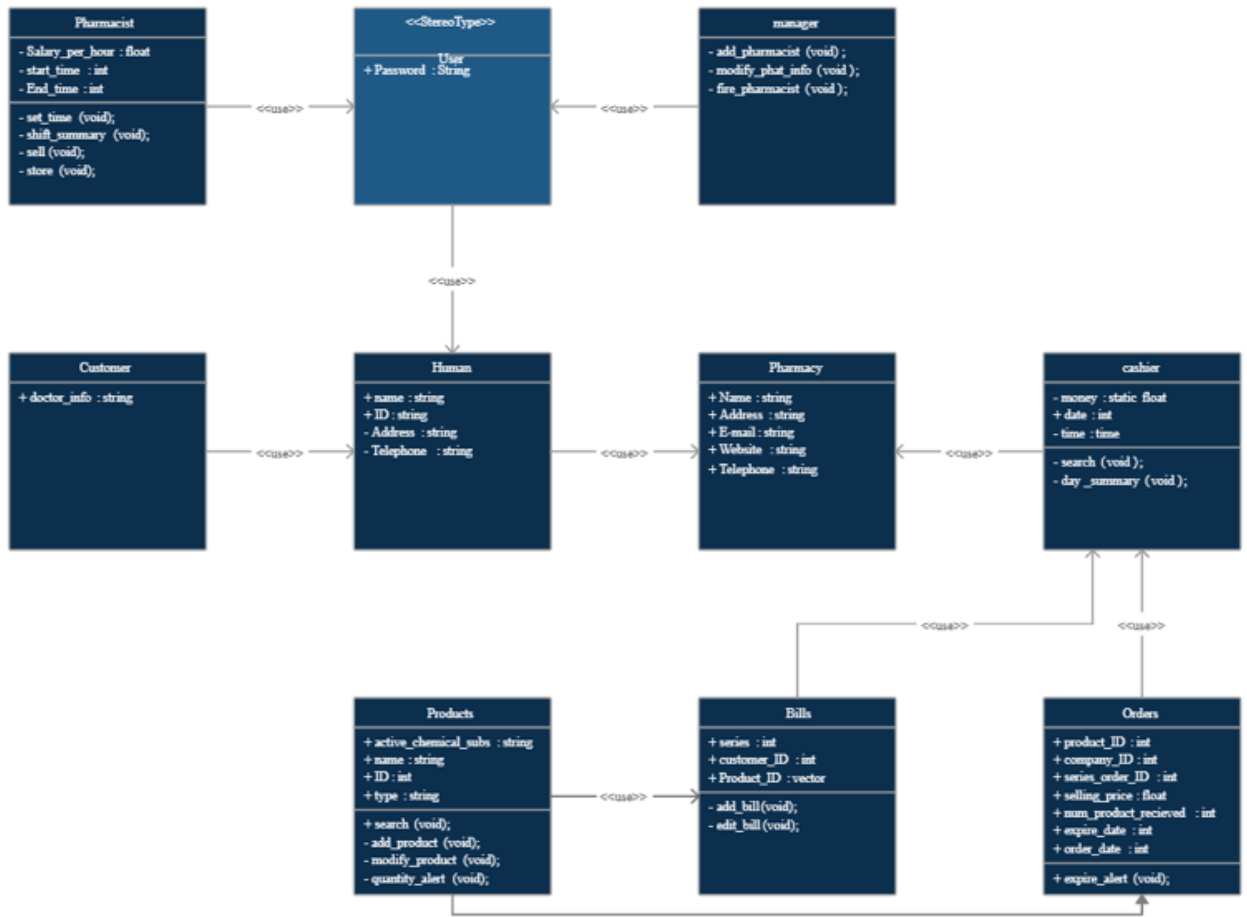 Pharmacist
- Salary_per_hour : float
- start_time : int
- End_time : int
- set_time (void);
- shift_summary (void);
- sell (void);
- store (void);
<<use>>
<<StereoType>>
User
+ Password : String
<<use>>
manager
- add_pharmacist (void) ;
- modify_phat_info (void );
- fire_pharmacist (void );
<<use>>
Customer
+ doctor_info : string
<<use>>
Human
+ name : string
+ ID : string
- Address : string
- Telephone : string
<<use>>
Pharmacy
+ Name : string
+ Address : string
+ E-mail : string
+ Website : string
+ Telephone : string
<<use>>
cashier
- money : static float
+ date : int
- time : time
- search (void );
- day _summary (void );
<<use>>
<<use>>
Products
+ active_chemical_subs : string
+ name : string
+ ID : int
+ type : string
+ search (void);
- add_product (void);
- modify_product (void);
- quantity_alert (void);
<<use>>
Bills
+ series : int
+ customer_ID : int
+ Product_ID : vector
- add_bill(void);
- edit_bill (void);
Orders
+ product_ID : int
+ company_ID : int
+ series_order_ID : int
+ selling_price : float
+ num_product_recieved : int
+ expire_date : int
+ order_date : int
+ expire_alert (void);